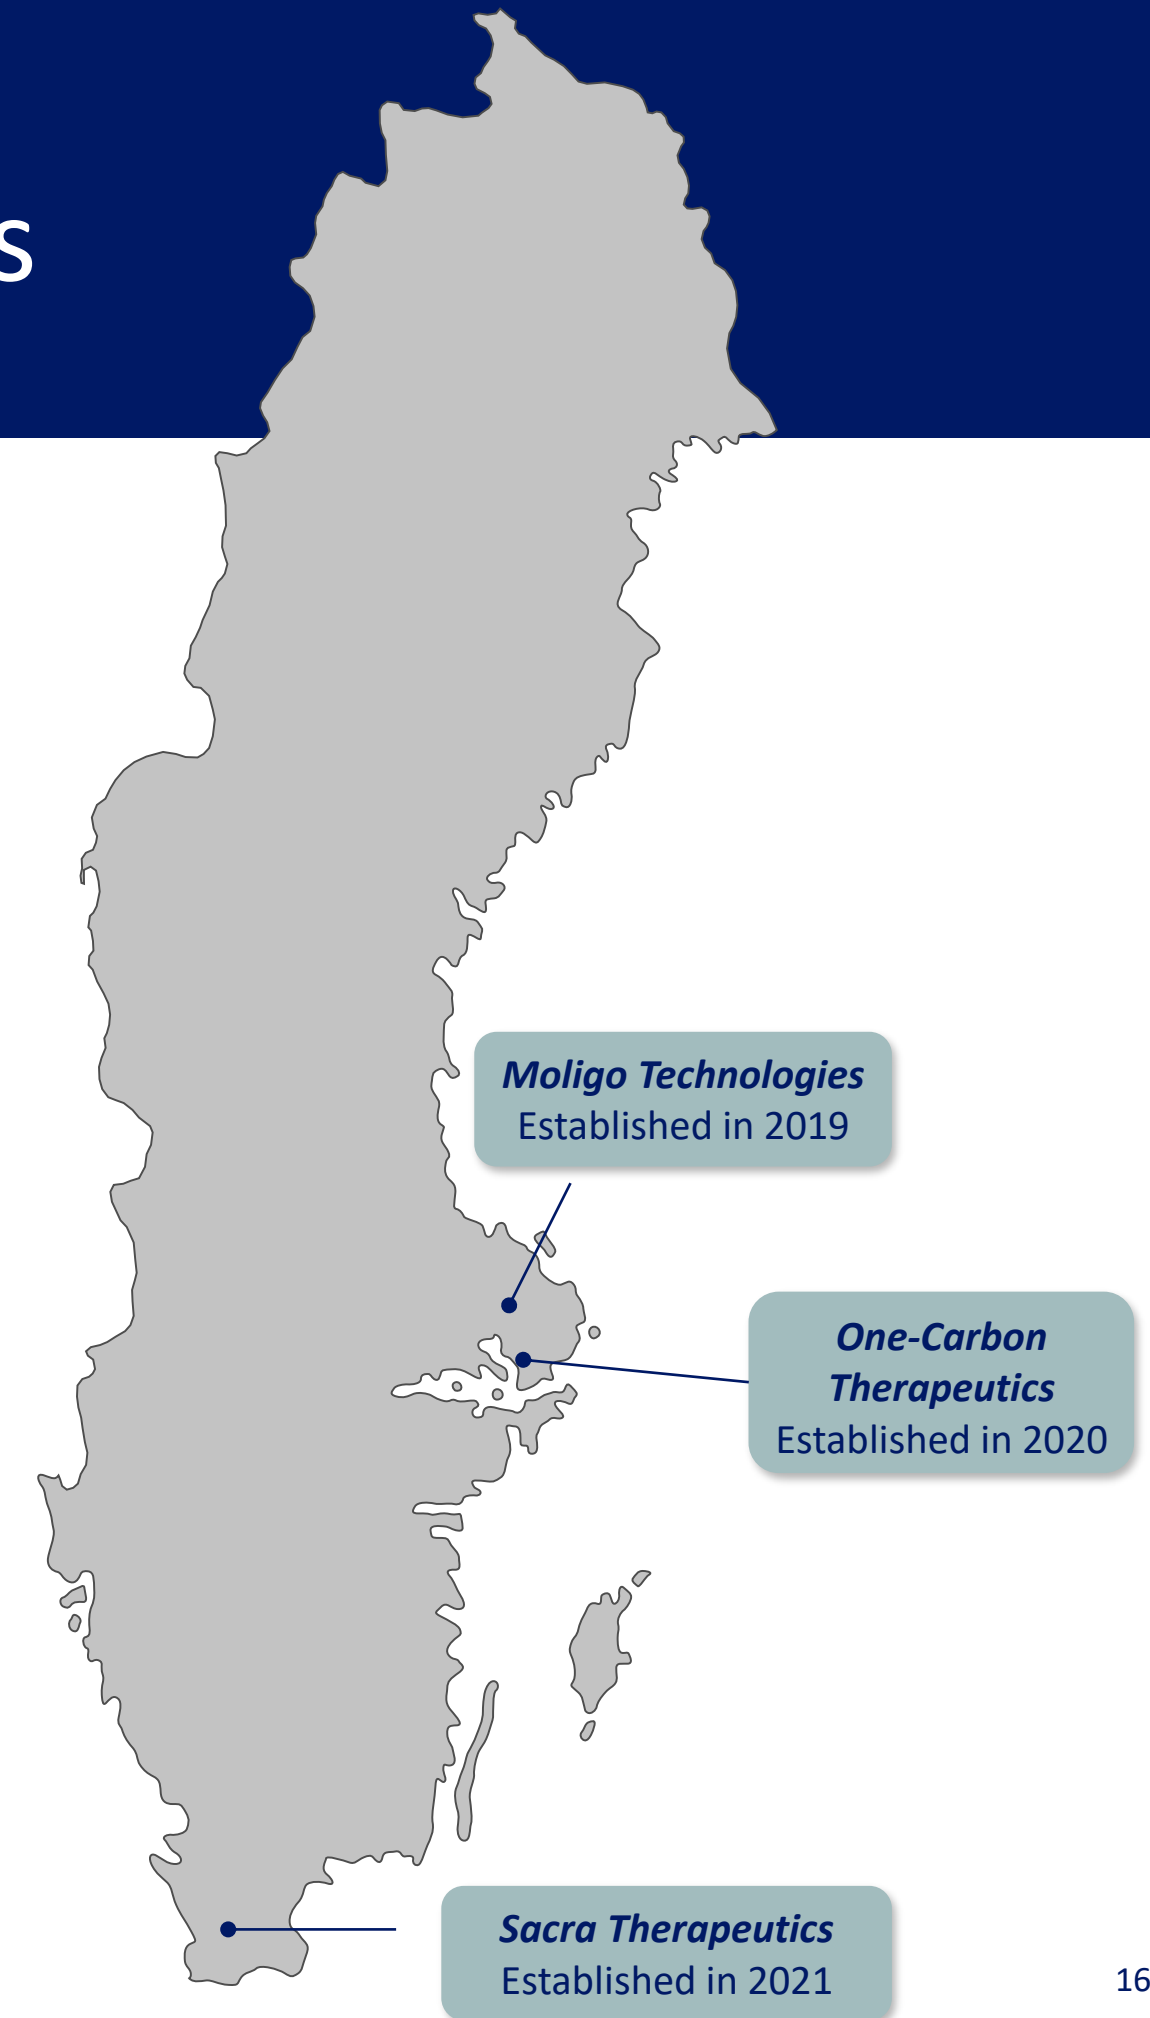 s
Moligo Technologies
Established in 2019
One-Carbon
Therapeutics
Established in 2020
Sacra Therapeutics
Established in 2021
16